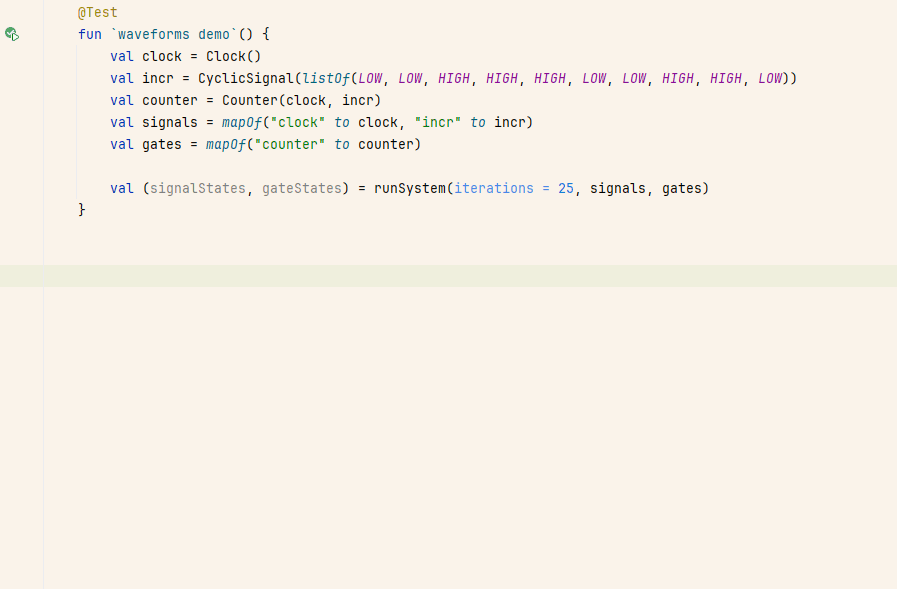 @Test
fun `waveforms demo`() {
val clock = Clock()
val incr = CyclicSignal(listOf(LOW, LOW, HIGH, HIGH, HIGH, LOW, LOW, HIGH, HIGH, LOW))
val counter = Counter(clock, incr)
val signals = mapOf("clock" to clock, "incr" to incr)
val gates = mapOf("counter" to counter)
val (signalStates, gateStates) = runSystem(iterations = 25, signals, gates)
}